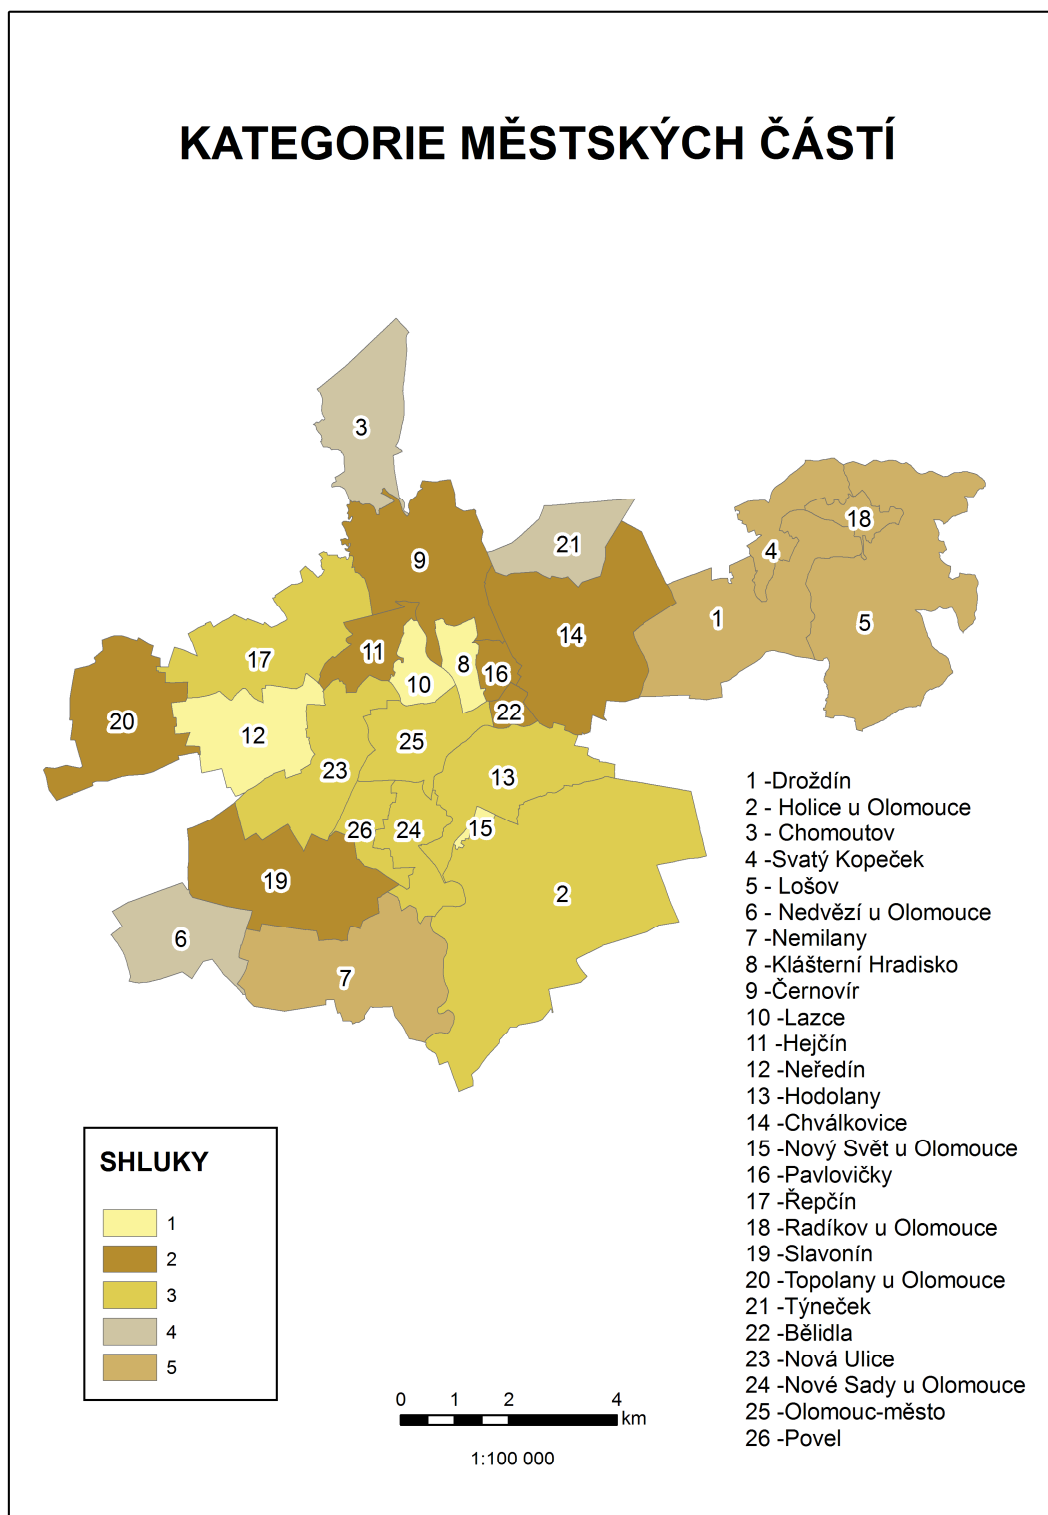 KATEGORIE MĚSTSKÝCH ČÁSTÍ
3
18
21
4
9
1
5
14
11
17
8
16
10
20
22
12
25
23
13
15
26
24
19
2
6
7
1 -Droždín
2 - Holice u Olomouce
3 - Chomoutov
4 -Svatý Kopeček
5 - Lošov
6 - Nedvězí u Olomouce
7 -Nemilany
8 -Klášterní Hradisko
9 -Černovír
10 -Lazce
11 -Hejčín
12 -Neředín
13 -Hodolany
14 -Chválkovice
15 -Nový Svět u Olomouce
16 -Pavlovičky
17 -Řepčín
18 -Radíkov u Olomouce
19 -Slavonín
20 -Topolany u Olomouce
21 -Týneček
22 -Bělidla
23 -Nová Ulice
24 -Nové Sady u Olomouce
25 -Olomouc-město
26 -Povel
SHLUKY
1
2
3
4
5
0 1 2 4
km
1:100 000